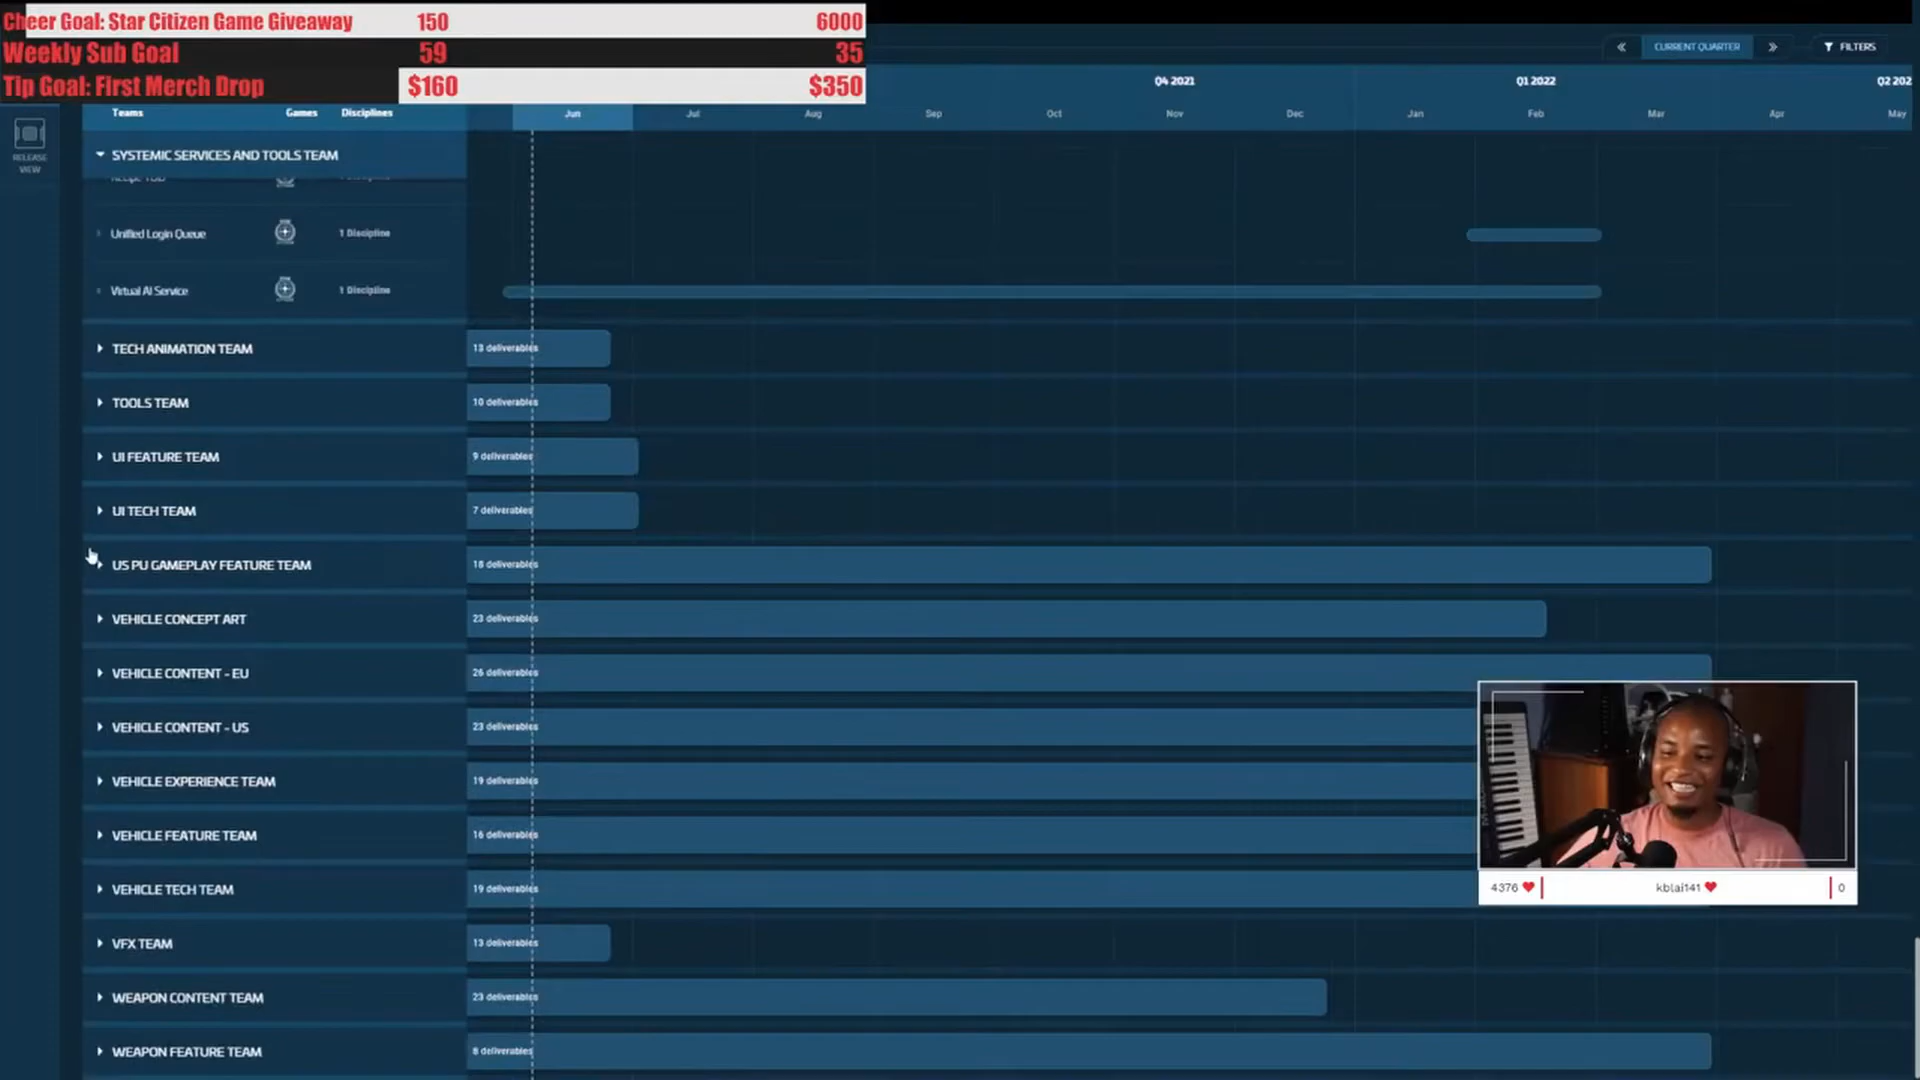 Cheer Goal: Star Citizen Game Giveaway 150 6000
Weekly Sub Goal 59 35
Tip Goal: First Merch Drop $160 $350
CURRENT QUARTER
FILTERS
Q4 2021 Q1 2022 Q2 202
Teams Games Disciplines Jun Jul Aug Sep Oct Nov Dec Jan Feb Mar Apr May
RELEASE
VIEW
SYSTEMIC SERVICES AND TOOLS TEAM
Unified Login Queue 1 Discipline
Virtual AI Service 1 Discipline
TECH ANIMATION TEAM 13 deliverables
TOOLS TEAM 10 deliverables
UI FEATURE TEAM 9 deliverables
UI TECH TEAM 7 deliverables
US PU GAMEPLAY FEATURE TEAM 18 deliverables
VEHICLE CONCEPT ART 23 deliverables
VEHICLE CONTENT - EU 26 deliverables
VEHICLE CONTENT - US 23 deliverables
VEHICLE EXPERIENCE TEAM 19 deliverables
VEHICLE FEATURE TEAM 16 deliverables
VEHICLE TECH TEAM 19 deliverables
4376 kblai141 0
VFX TEAM 13 deliverables
WEAPON CONTENT TEAM 23 deliverables
WEAPON FEATURE TEAM 8 deliverables